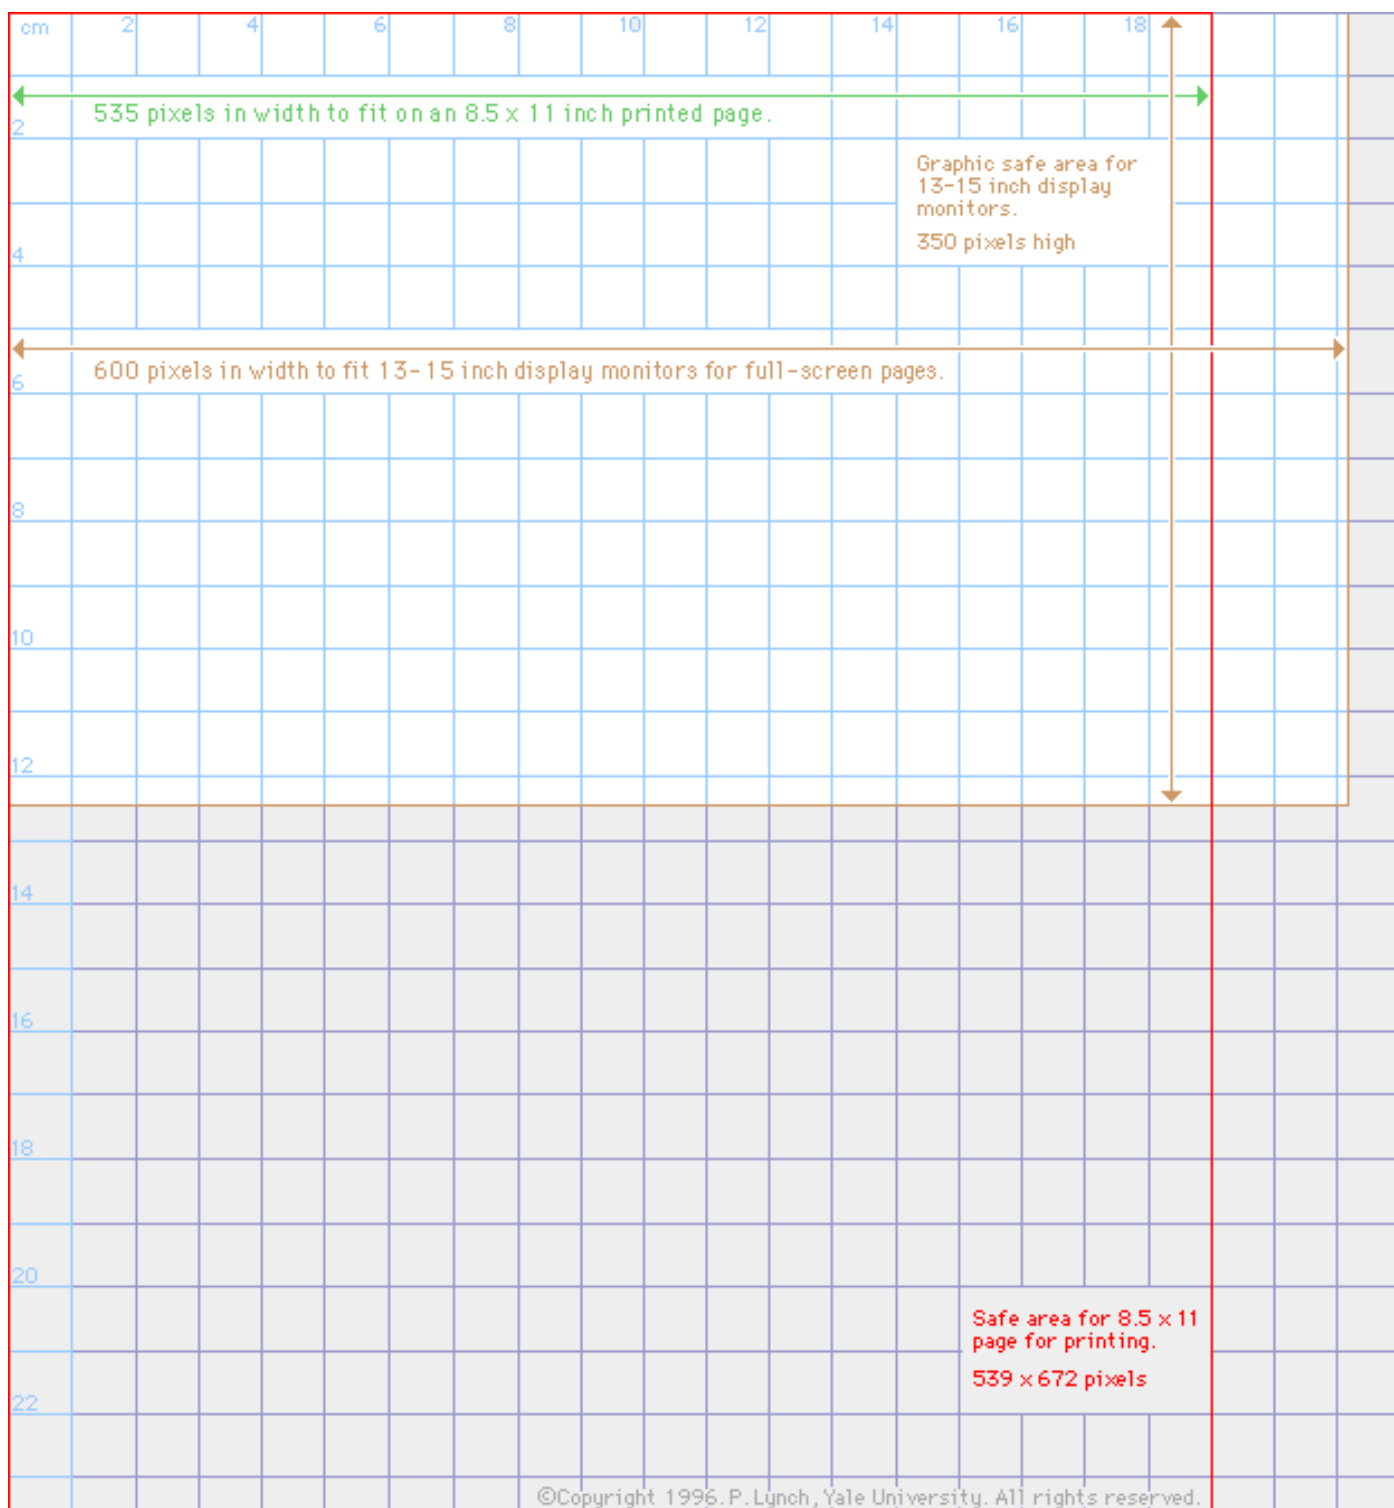 cm 2 4 6 8 10 12 14 16 18
535 pixels in width to fit on an 8.5 x 11 inch printed page.
2
Graphic safe area for
13-15 inch display
monitors.
350 pixels high
4
600 pixels in width to fit 13-15 inch display monitors for full-screen pages.
6
8
10
12
14
16
18
20
Safe area for 8.5 x 11
page for printing.
539 x 672 pixels
22
©Copyright 1996. P. Lynch, Yale University. All rights reserved.